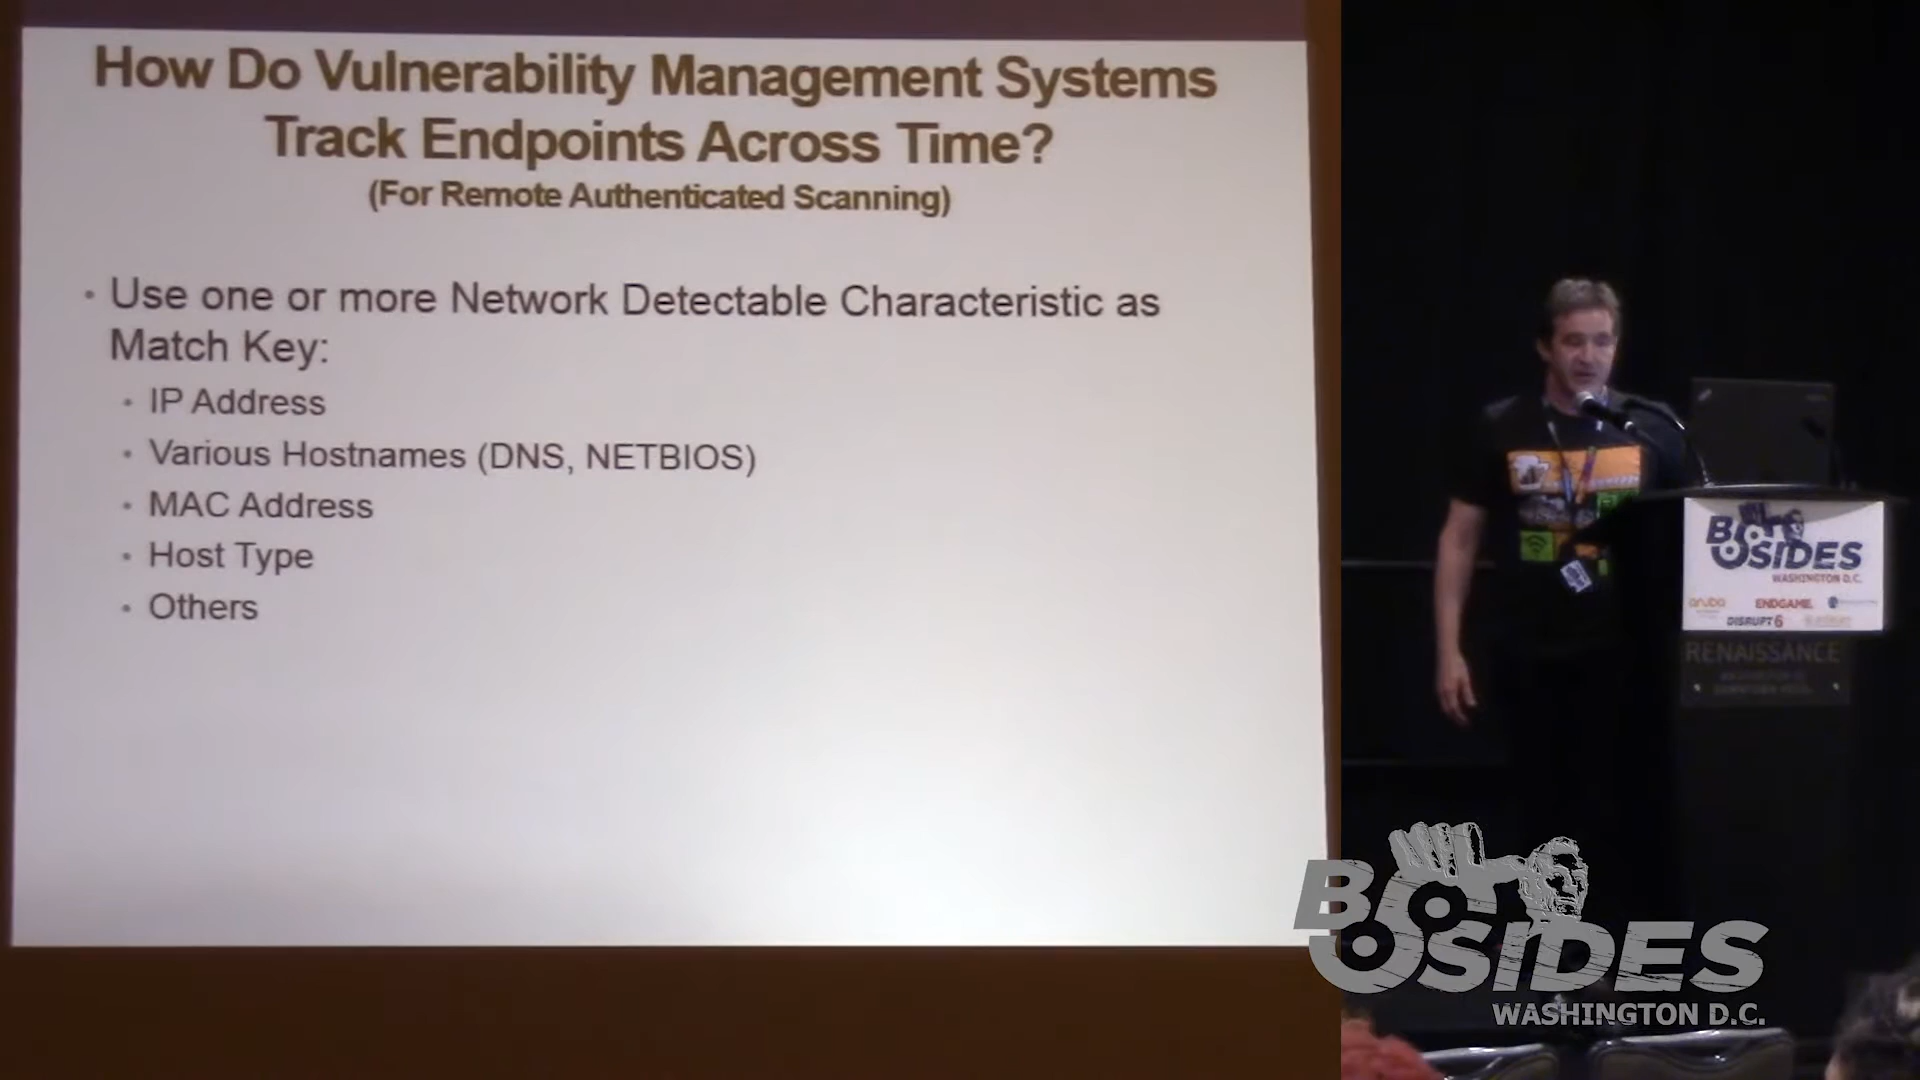 How Do Vulnerability Management Systems
Track Endpoints Across Time?
(For Remote Authenticated Scanning)
• Use one or more Network Detectable Characteristic as
Match Key:
• IP Address
• Various Hostnames (DNS, NETBIOS)
• MAC Address
• Host Type
• Others
BSIDES
WASHINGTON D.C.
aruba
ENDGAME.
DISRUPT6
RENAISSANCE
BSIDES
WASHINGTON D.C.